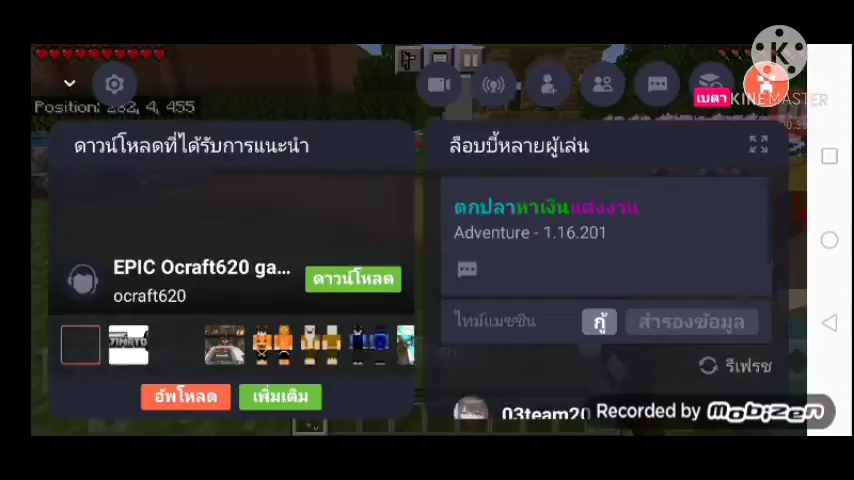 Position: 232, 4, 455
เบตา
KINEMASTER
ดาวน์โหลดที่ได้รับการแนะนำ
ล็อบบี้หลายผู้เล่น
ตกปลาหาเงินแต่งงาน
Adventure - 1.16.201
EPIC Ocraft620 ga...
ดาวน์โหลด
ocraft620
ไทม์แมชชีน
กู้
สำรองข้อมูล
รีเฟรช
อัพโหลด
เพิ่มเติม
03team20
Recorded by mobizen